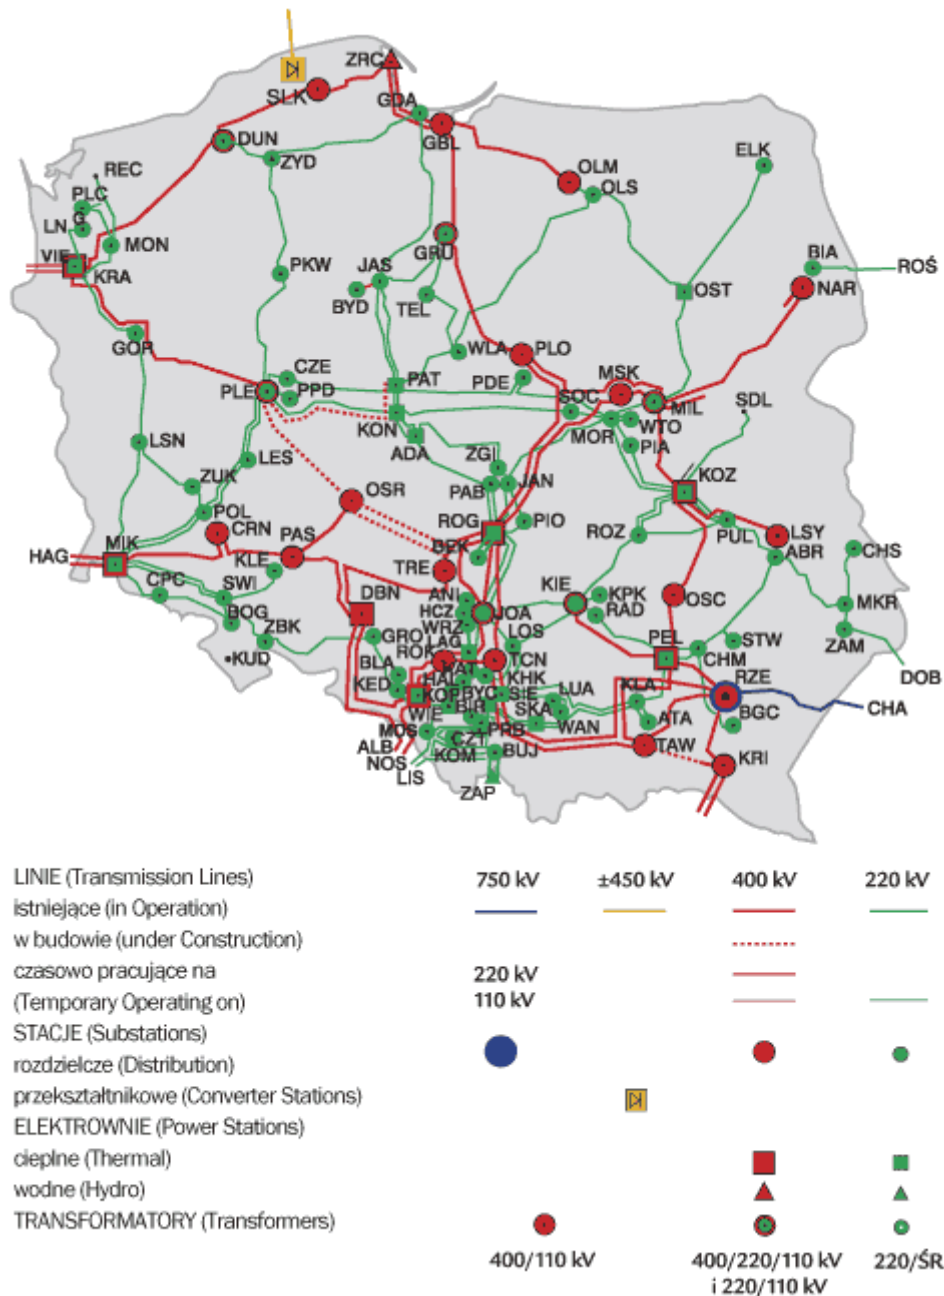 ZRC
SLK
GDA
GBL
DUN
ZYD
OLM
OLS
ELK
REC
PLC
LN
G
MON
VIE
KRA
PKW
JAS
BYD
GRU
TEL
OST
BIA
ROŚ
NAR
GOR
WLA
PLO
CZE
PLE
PPD
PAT
PDE
MSK
SOC
MIL
KON
ADA
MOR
WTO
PIA
SDL
LSN
LES
ZUK
ZGI
PAB
JAN
KOZ
OSR
POL
CRN
PAS
ROG
PIO
ROZ
PUL
LSY
ABR
CHS
HAG
MIK
KLE
BEK
TRE
CPC
SWI
BOG
ZBK
KUD
DBN
ANI
HCZ
WRZ
JOA
KIE
KPK
RAD
OSC
MKR
ZAM
DOB
GRO
LAG
ROK
LOS
TCN
PEL
CHM
STW
BLA
KED
HAL
KAT
KOP
BYC
KHK
SIE
LUA
KLA
RZE
CHA
WIE
BIR
SKA
WAN
ATA
BGC
MOS
ALB
NOS
LIS
CZT
KOM
PRB
BUJ
TAW
KRI
ZAP
LINIE (Transmission Lines) 750 kV ±450 kV 400 kV 220 kV
istniejące (in Operation)
w budowie (under Construction)
czasowo pracujące na 220 kV
(Temporary Operating on) 110 kV
STACJE (Substations)
rozdzielcze (Distribution)
przekształtnikowe (Converter Stations)
ELEKTROWNIE (Power Stations)
cieplne (Thermal)
wodne (Hydro)
TRANSFORMATORY (Transformers)
400/110 kV 400/220/110 kV 220/ŚR
i 220/110 kV